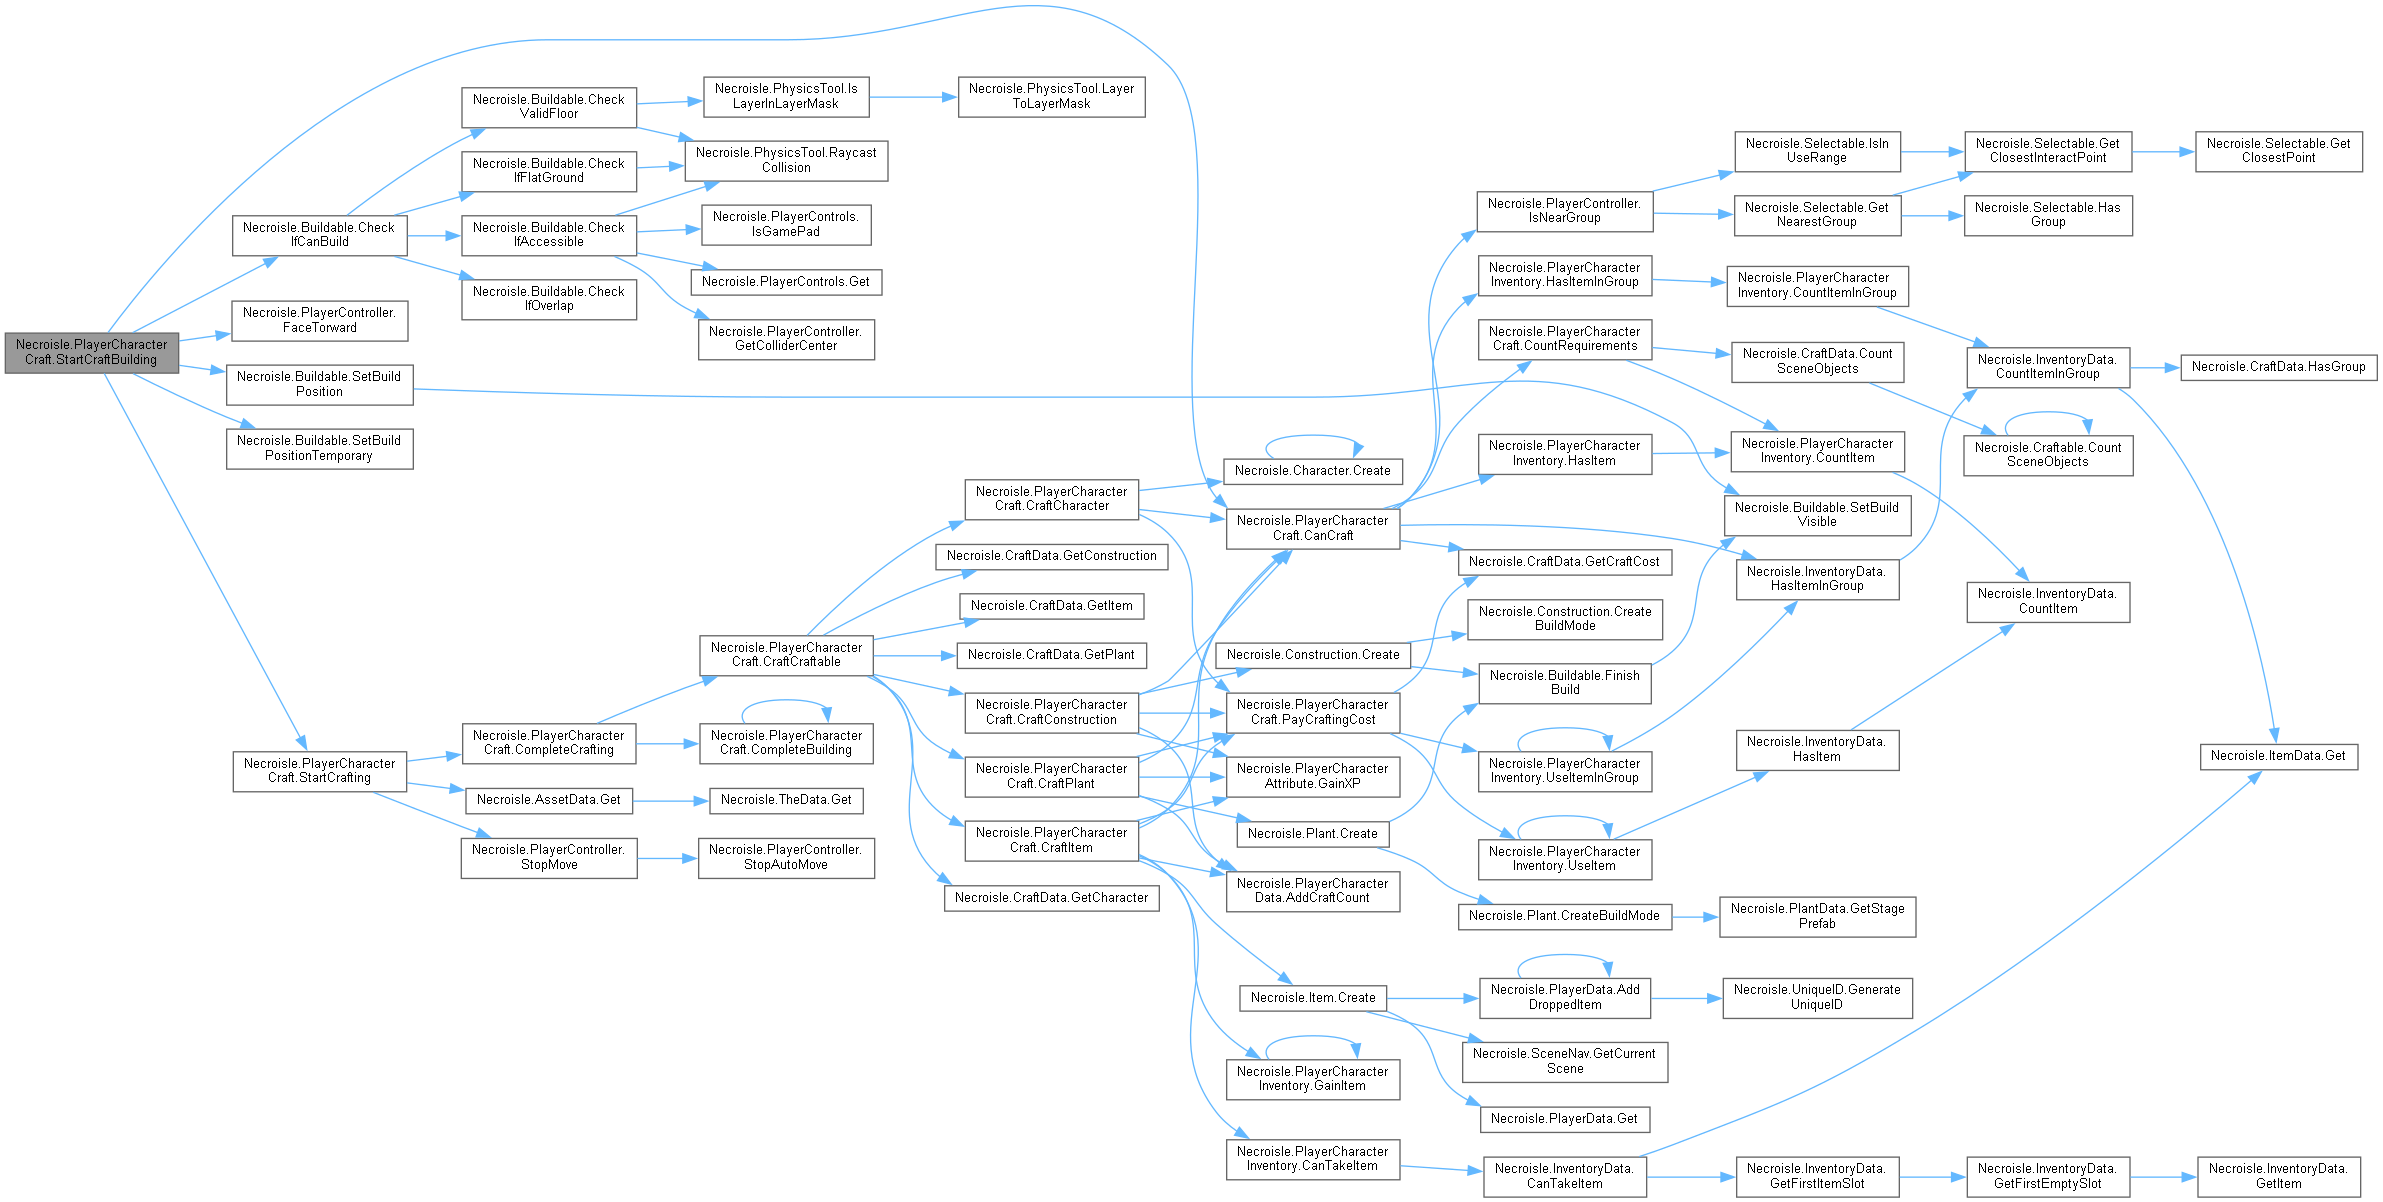 Necroisle.PlayerCharacter
Craft.StartCraftBuilding
Necroisle.Buildable.Check
IfCanBuild
Necroisle.PlayerController.
FaceTorward
Necroisle.Buildable.SetBuild
Position
Necroisle.Buildable.SetBuild
PositionTemporary
Necroisle.PlayerCharacter
Craft.StartCrafting
Necroisle.Buildable.Check
ValidFloor
Necroisle.Buildable.Check
IfFlatGround
Necroisle.Buildable.Check
IfAccessible
Necroisle.Buildable.Check
IfOverlap
Necroisle.PlayerCharacter
Craft.CompleteCrafting
Necroisle.AssetData.Get
Necroisle.PlayerController.
StopMove
Necroisle.PhysicsTool.Is
LayerInLayerMask
Necroisle.PhysicsTool.Raycast
Collision
Necroisle.PlayerControls.
IsGamePad
Necroisle.PlayerControls.Get
Necroisle.PlayerController.
GetColliderCenter
Necroisle.PlayerCharacter
Craft.CraftCraftable
Necroisle.PlayerCharacter
Craft.CompleteBuilding
Necroisle.TheData.Get
Necroisle.PlayerController.
StopAutoMove
Necroisle.PhysicsTool.Layer
ToLayerMask
Necroisle.PlayerCharacter
Craft.CraftCharacter
Necroisle.CraftData.GetConstruction
Necroisle.CraftData.GetItem
Necroisle.CraftData.GetPlant
Necroisle.PlayerCharacter
Craft.CraftConstruction
Necroisle.PlayerCharacter
Craft.CraftPlant
Necroisle.PlayerCharacter
Craft.CraftItem
Necroisle.CraftData.GetCharacter
Necroisle.Character.Create
Necroisle.PlayerCharacter
Craft.CanCraft
Necroisle.Construction.Create
Necroisle.PlayerCharacter
Craft.PayCraftingCost
Necroisle.PlayerCharacter
Attribute.GainXP
Necroisle.Plant.Create
Necroisle.PlayerCharacter
Data.AddCraftCount
Necroisle.Item.Create
Necroisle.PlayerCharacter
Inventory.GainItem
Necroisle.PlayerCharacter
Inventory.CanTakeItem
Necroisle.PlayerController.
IsNearGroup
Necroisle.PlayerCharacter
Inventory.HasItemInGroup
Necroisle.PlayerCharacter
Craft.CountRequirements
Necroisle.PlayerCharacter
Inventory.HasItem
Necroisle.CraftData.GetCraftCost
Necroisle.Construction.Create
BuildMode
Necroisle.Buildable.Finish
Build
Necroisle.PlayerCharacter
Inventory.UseItemInGroup
Necroisle.PlayerCharacter
Inventory.UseItem
Necroisle.Plant.CreateBuildMode
Necroisle.PlayerData.Add
DroppedItem
Necroisle.SceneNav.GetCurrent
Scene
Necroisle.PlayerData.Get
Necroisle.InventoryData.
CanTakeItem
Necroisle.Selectable.IsIn
UseRange
Necroisle.Selectable.Get
NearestGroup
Necroisle.PlayerCharacter
Inventory.CountItemInGroup
Necroisle.CraftData.Count
SceneObjects
Necroisle.PlayerCharacter
Inventory.CountItem
Necroisle.Buildable.SetBuild
Visible
Necroisle.InventoryData.
HasItemInGroup
Necroisle.InventoryData.
HasItem
Necroisle.PlantData.GetStage
Prefab
Necroisle.UniqueID.Generate
UniqueID
Necroisle.InventoryData.
GetFirstItemSlot
Necroisle.Selectable.Get
ClosestInteractPoint
Necroisle.Selectable.Has
Group
Necroisle.InventoryData.
CountItemInGroup
Necroisle.Craftable.Count
SceneObjects
Necroisle.InventoryData.
CountItem
Necroisle.InventoryData.
GetFirstEmptySlot
Necroisle.Selectable.Get
ClosestPoint
Necroisle.CraftData.HasGroup
Necroisle.ItemData.Get
Necroisle.InventoryData.
GetItem